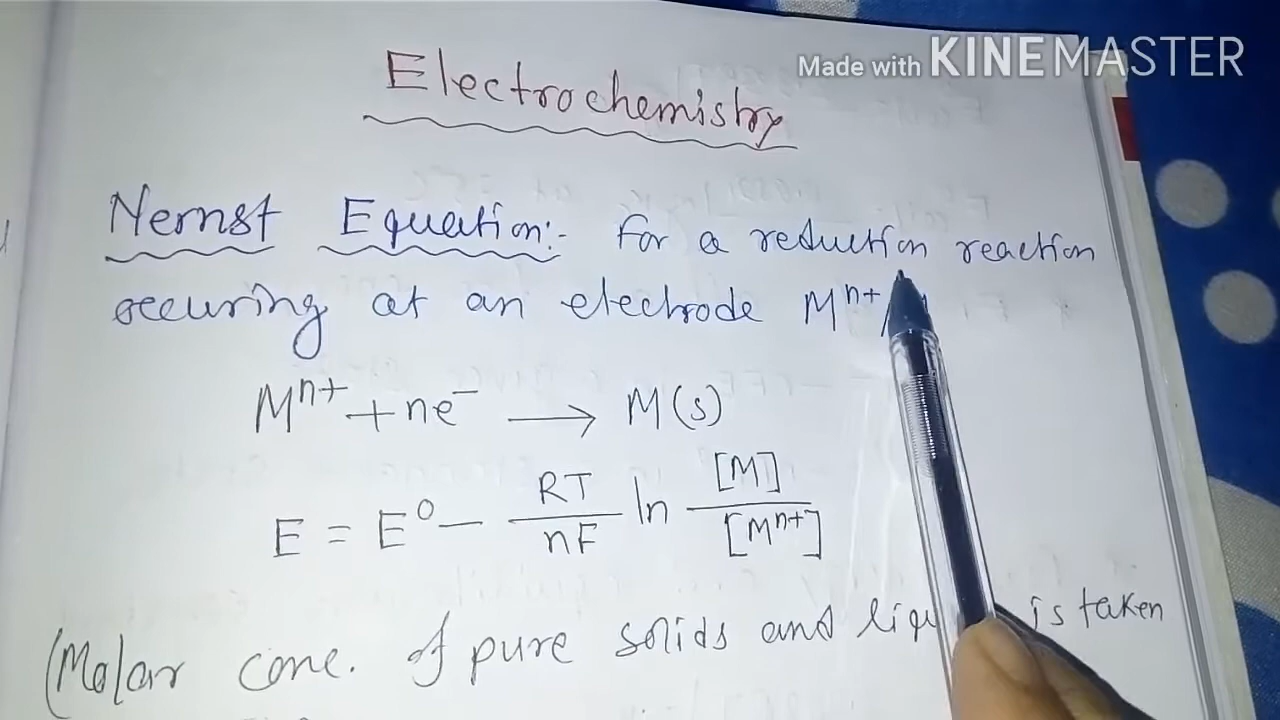 Made with KINEMASTER
Electrochemistry
Nernst Equation:- For a reduction reaction
occuring at an electrode Mⁿ⁺/
Mⁿ⁺ + ne⁻ ⟶ M(s)
E = E⁰ - RT/nF ln [M]/[Mⁿ⁺]
(Molar conc. of pure solids and is taken